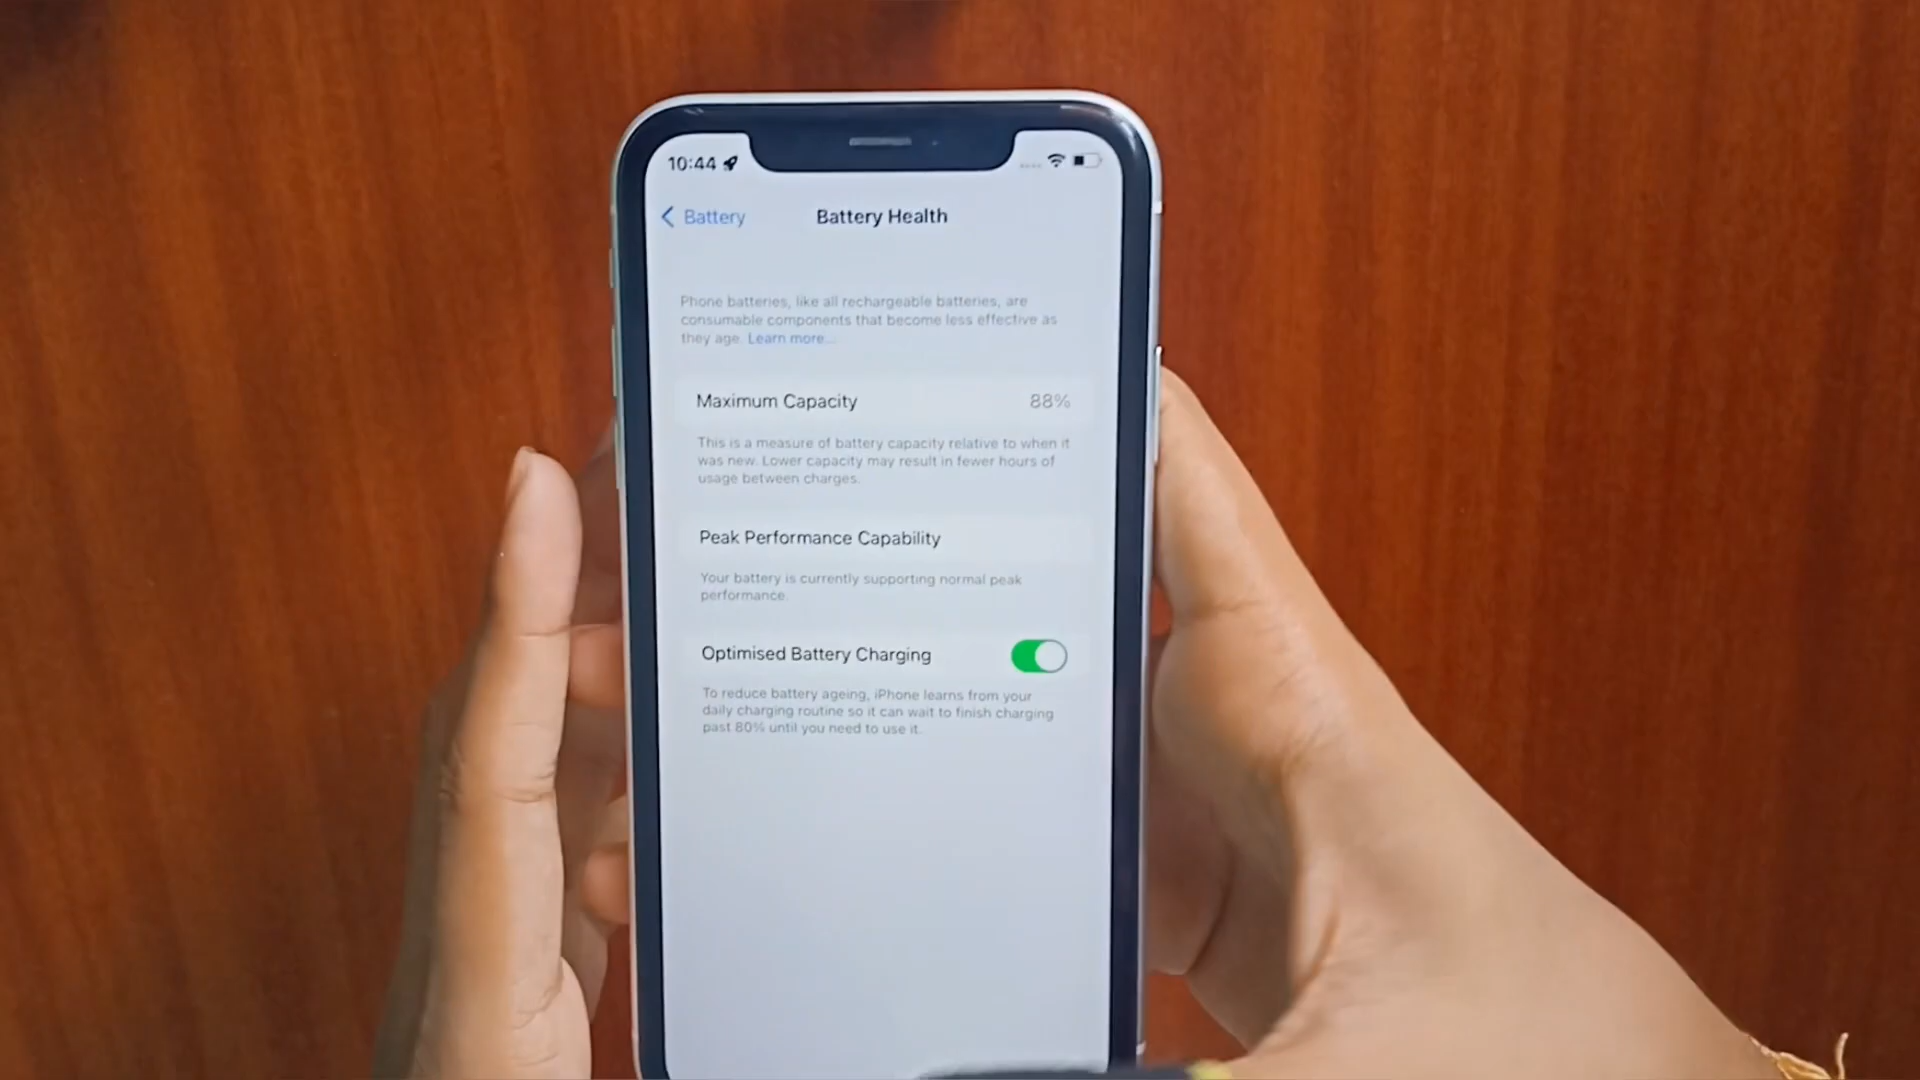 10:44
Battery
Battery Health
Phone batteries, like all rechargeable batteries, are
consumable components that become less effective as
they age. Learn more...
Maximum Capacity 88%
This is a measure of battery capacity relative to when it
was new. Lower capacity may result in fewer hours of
usage between charges.
Peak Performance Capability
Your battery is currently supporting normal peak
performance.
Optimised Battery Charging
To reduce battery ageing, iPhone learns from your
daily charging routine so it can wait to finish charging
past 80% until you need to use it.